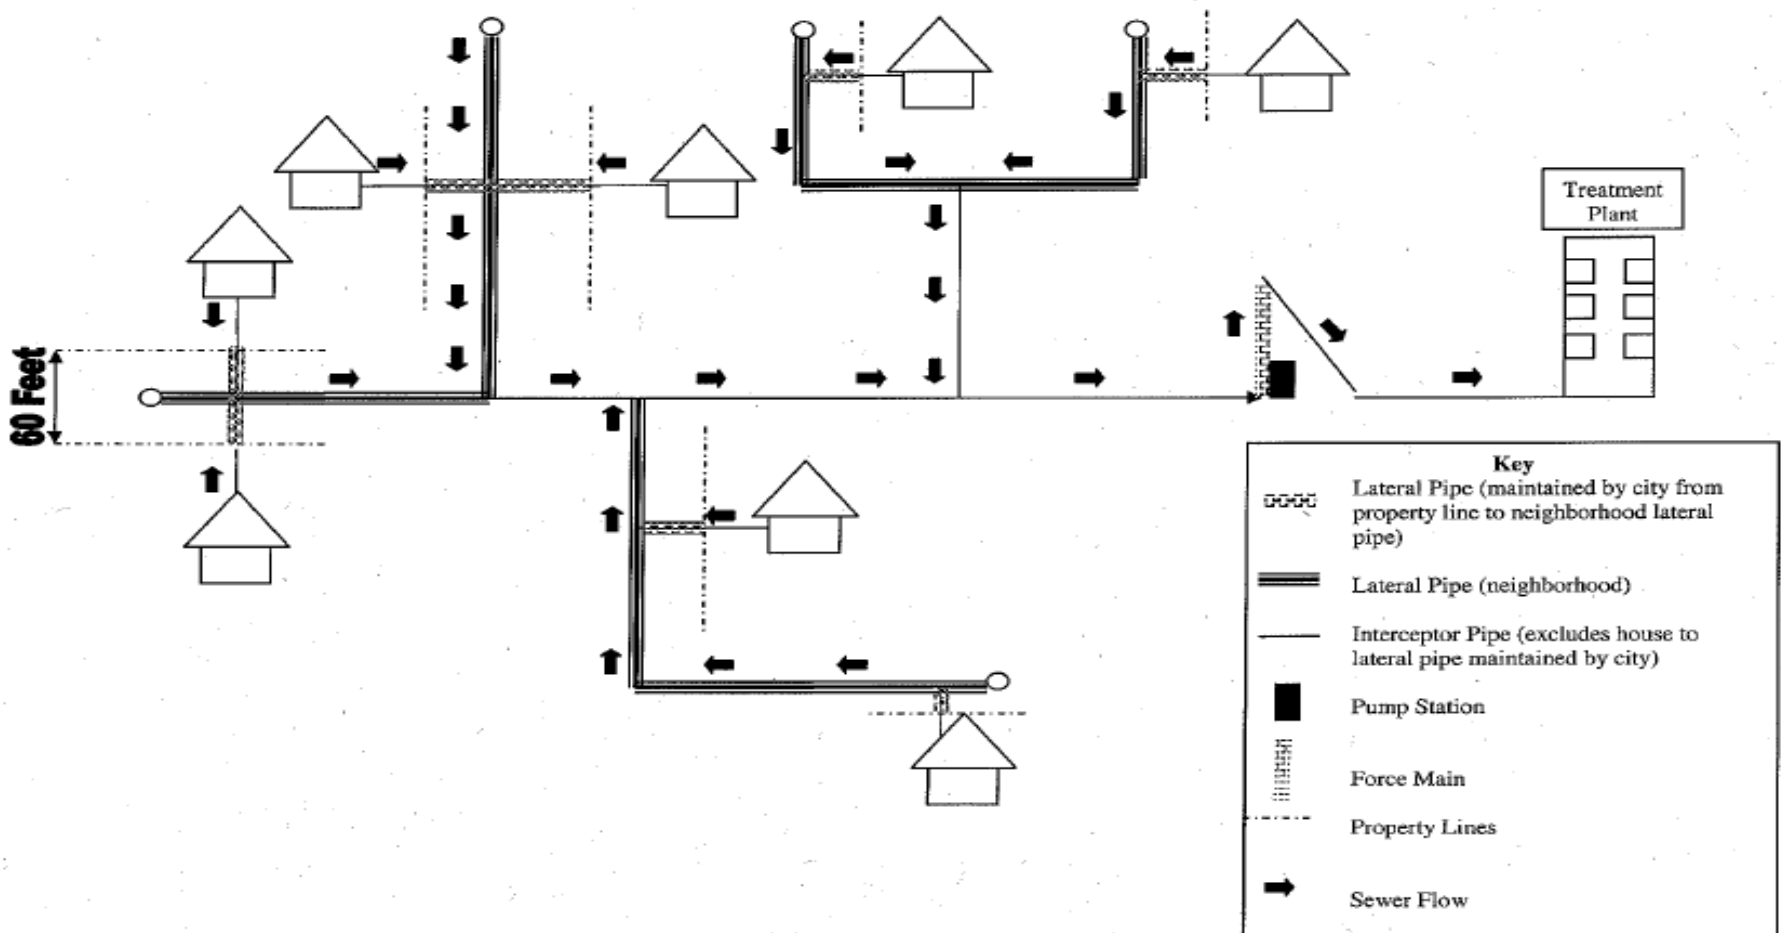 Treatment
Plant
60 Feet
Key
Lateral Pipe (maintained by city from
property line to neighborhood lateral
pipe)
Lateral Pipe (neighborhood)
Interceptor Pipe (excludes house to
lateral pipe maintained by city)
Pump Station
Force Main
Property Lines
Sewer Flow